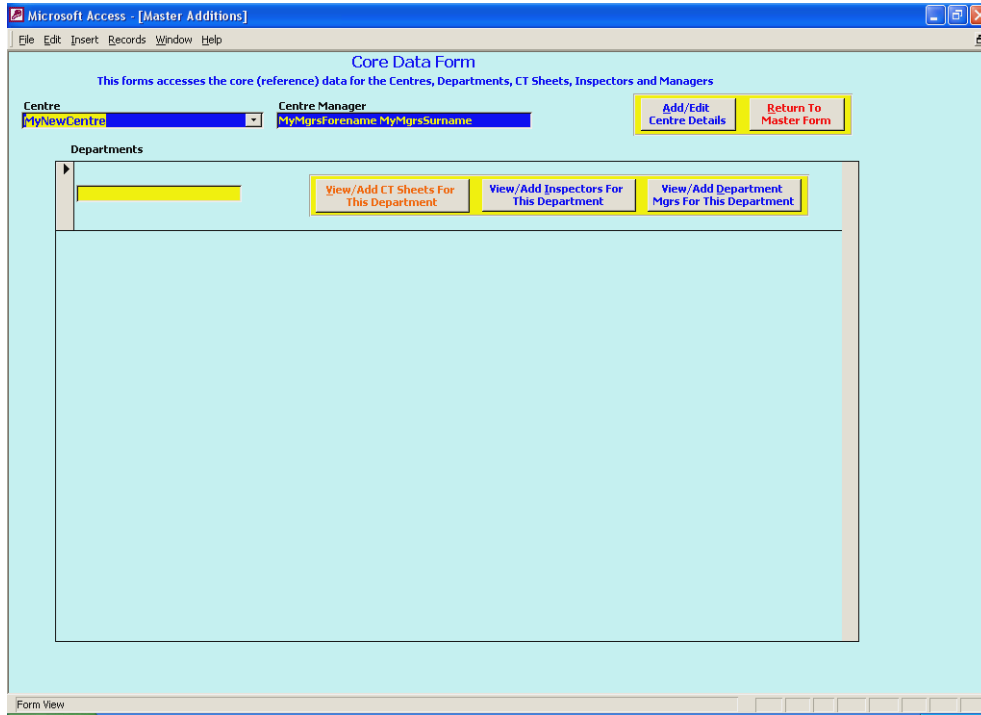 Microsoft Access - [Master Additions]
File Edit Insert Records Window Help
Core Data Form
This forms accesses the core (reference) data for the Centres, Departments, CT Sheets, Inspectors and Managers
Centre
MyNewCentre
Centre Manager
MyMgrsForename MyMgrsSurname
Add/Edit
Centre Details
Return To
Master Form
Departments
View/Add CT Sheets For
This Department
View/Add Inspectors For
This Department
View/Add Department
Mgrs For This Department
Form View